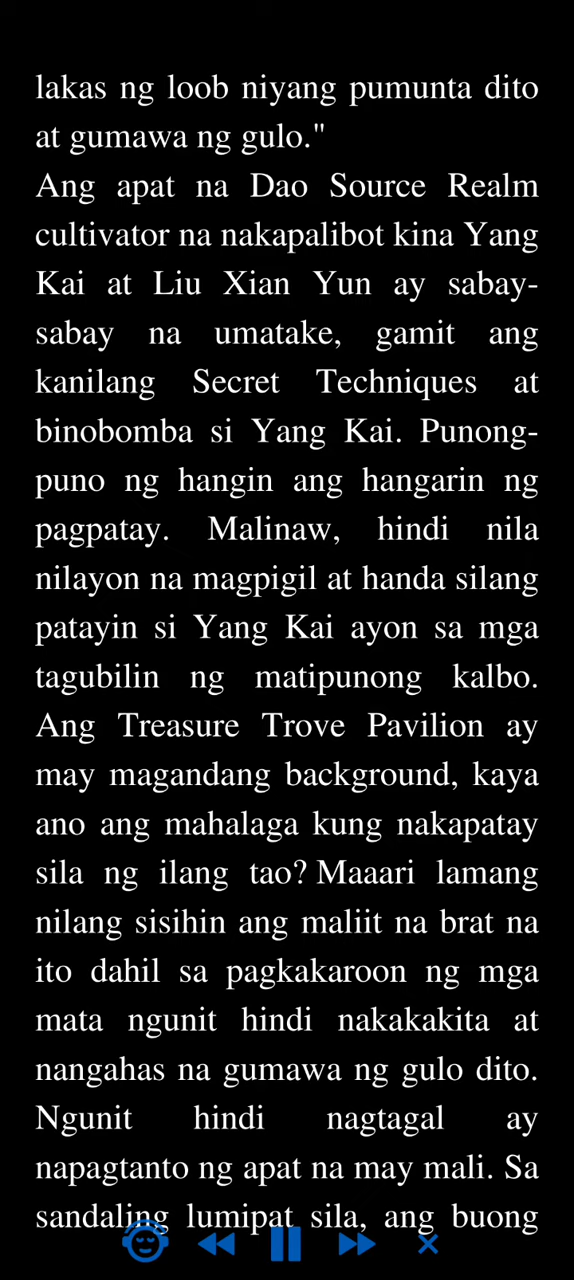 lakas ng loob niyang pumunta dito
at gumawa ng gulo."
Ang apat na Dao Source Realm
cultivator na nakapalibot kina Yang
Kai at Liu Xian Yun ay sabay-
sabay na umatake, gamit ang
kanilang Secret Techniques at
binobomba si Yang Kai. Punong-
puno ng hangin ang hangarin ng
pagpatay. Malinaw, hindi nila
nilayon na magpigil at handa silang
patayin si Yang Kai ayon sa mga
tagubilin ng matipunong kalbo.
Ang Treasure Trove Pavilion ay
may magandang background, kaya
ano ang mahalaga kung nakapatay
sila ng ilang tao? Maaari lamang
nilang sisihin ang maliit na brat na
ito dahil sa pagkakaroon ng mga
mata ngunit hindi nakakakita at
nangahas na gumawa ng gulo dito.
Ngunit hindi nagtagal ay
napagtanto ng apat na may mali. Sa
sandaling lumipat sila, ang buong